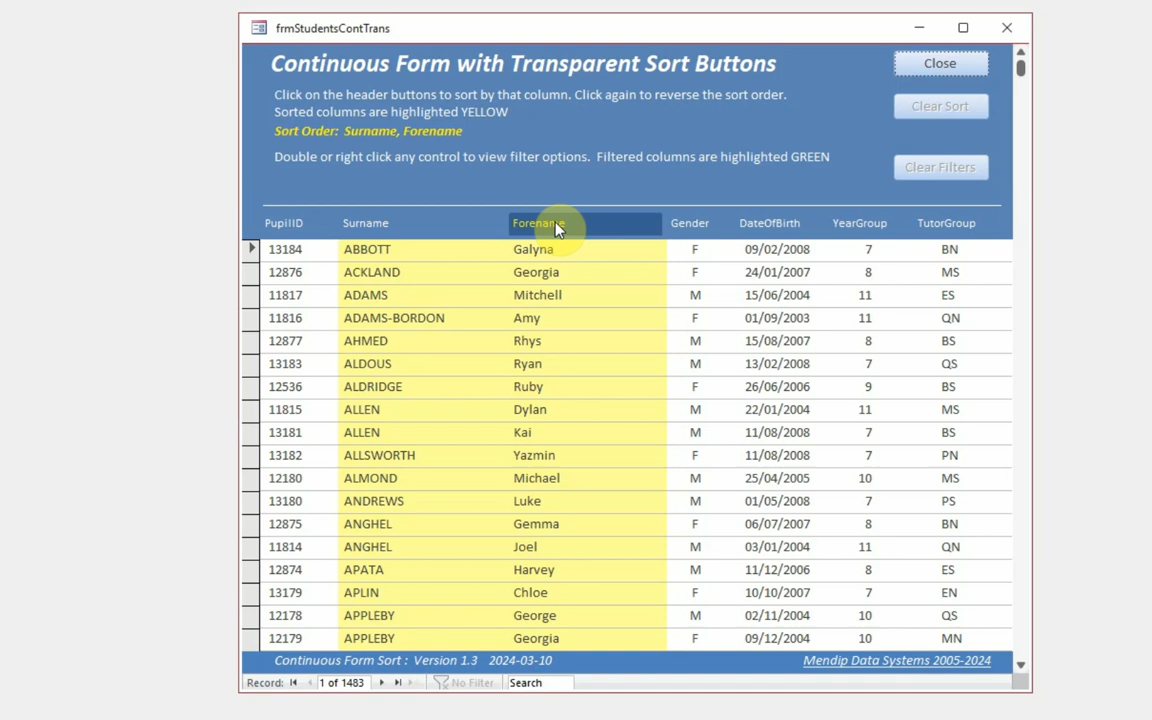 frmStudentsContTrans
Continuous Form with Transparent Sort Buttons
Close
Click on the header buttons to sort by that column. Click again to reverse the sort order.
Sorted columns are highlighted YELLOW
Clear Sort
Sort Order: Surname, Forename
Double or right click any control to view filter options. Filtered columns are highlighted GREEN
Clear Filters
PupilID Surname Forename Gender DateOfBirth YearGroup TutorGroup
13184 ABBOTT Galyna F 09/02/2008 7 BN
12876 ACKLAND Georgia F 24/01/2007 8 MS
11817 ADAMS Mitchell M 15/06/2004 11 ES
11816 ADAMS-BORDON Amy F 01/09/2003 11 QN
12877 AHMED Rhys M 15/08/2007 8 BS
13183 ALDOUS Ryan M 13/02/2008 7 QS
12536 ALDRIDGE Ruby F 26/06/2006 9 BS
11815 ALLEN Dylan M 22/01/2004 11 MS
13181 ALLEN Kai M 11/08/2008 7 BS
13182 ALLSWORTH Yazmin F 11/08/2008 7 PN
12180 ALMOND Michael M 25/04/2005 10 MS
13180 ANDREWS Luke M 01/05/2008 7 PS
12875 ANGHEL Gemma F 06/07/2007 8 BN
11814 ANGHEL Joel M 03/01/2004 11 QN
12874 APATA Harvey M 11/12/2006 8 ES
13179 APLIN Chloe F 10/10/2007 7 EN
12178 APPLEBY George M 02/11/2004 10 QS
12179 APPLEBY Georgia F 09/12/2004 10 MN
Continuous Form Sort : Version 1.3 2024-03-10 Mendip Data Systems 2005-2024
Record: 1 of 1483 No Filter Search